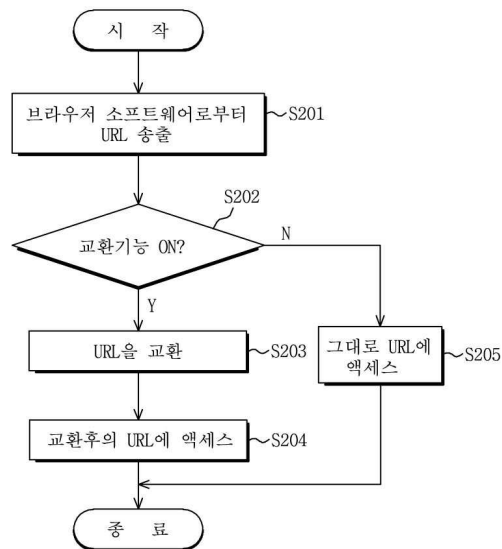 시 작
브라우저 소프트웨어로부터
URL 송출
S201
S202
교환기능 ON?
N
Y
URL을 교환
S203
그대로 URL에
액세스
S205
교환후의 URL에 액세스
S204
종 료